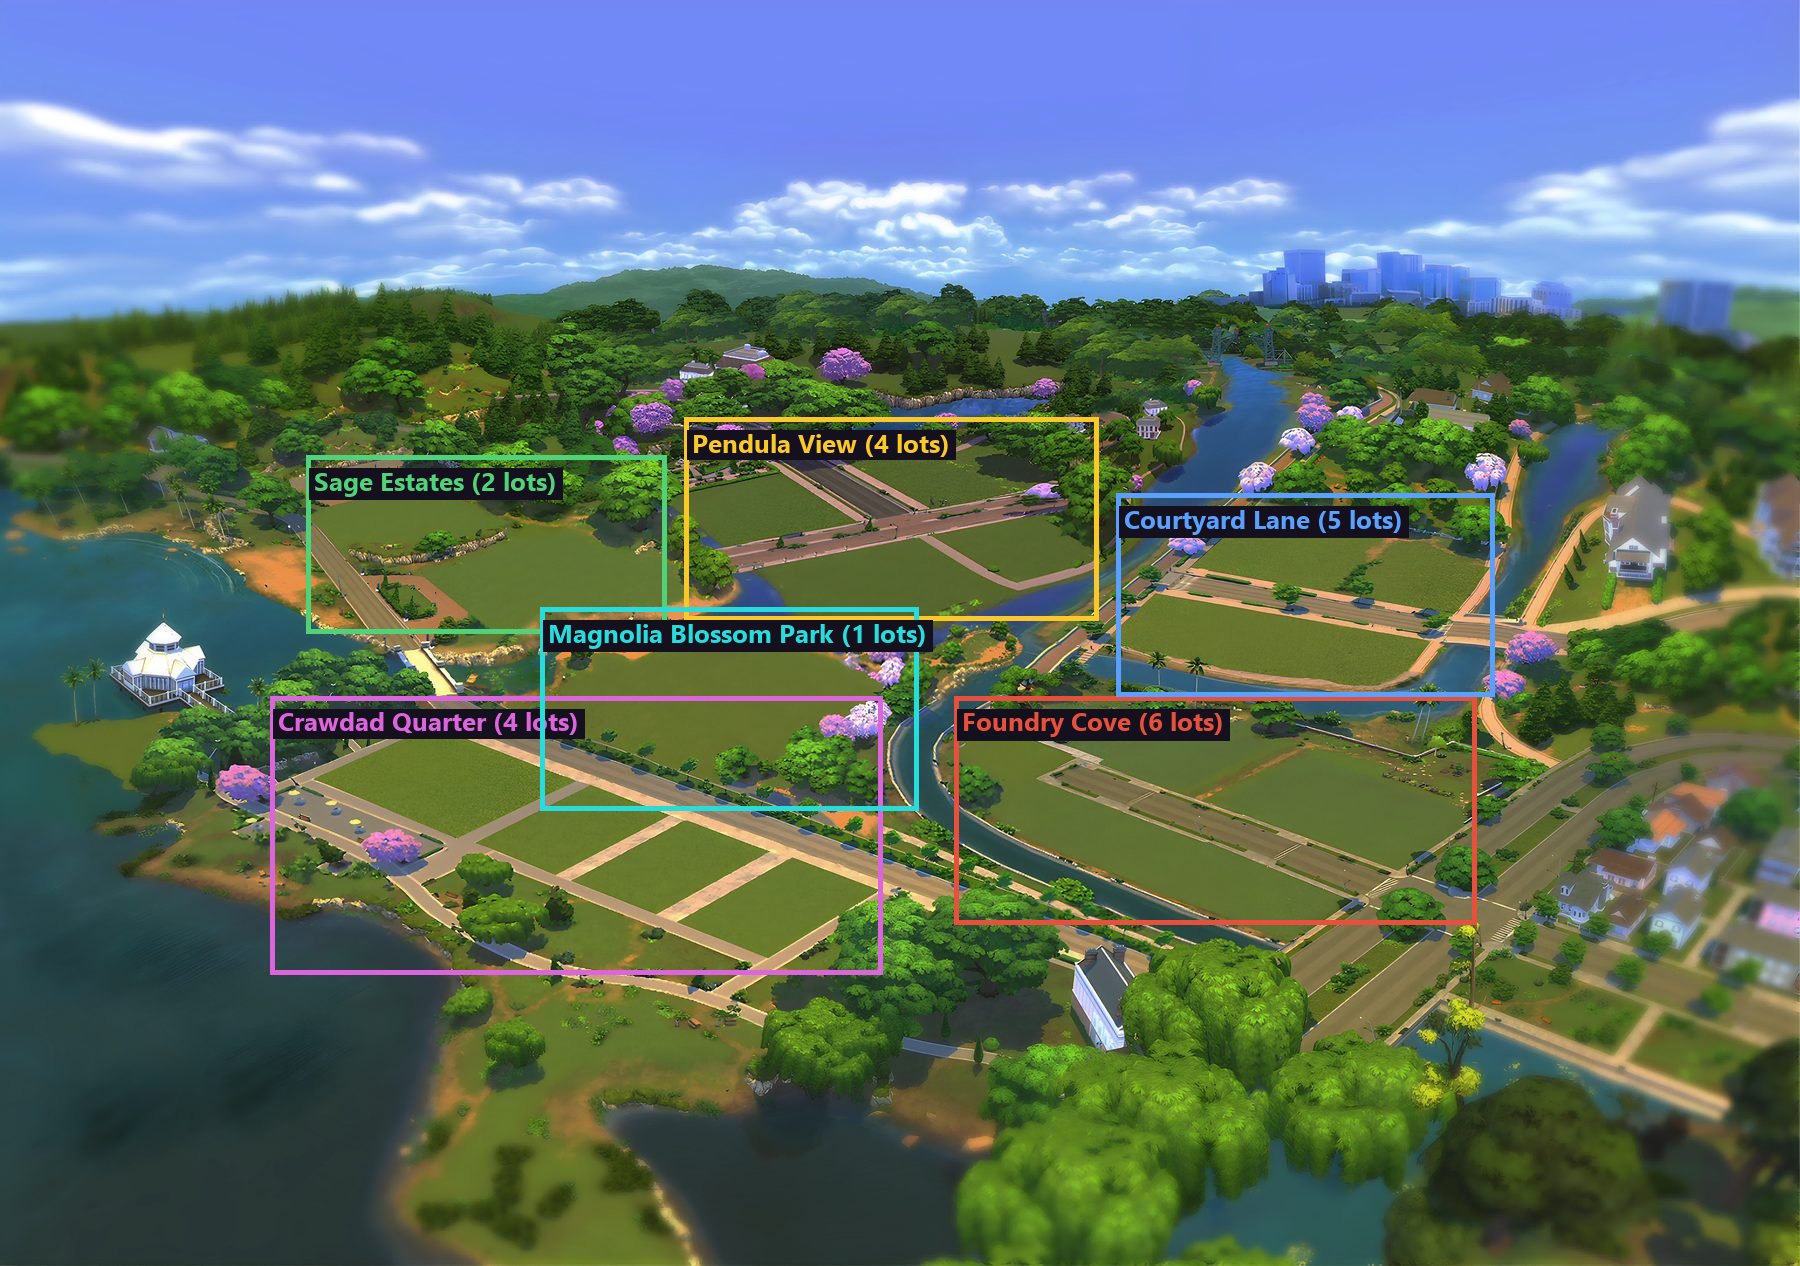 Pendula View (4 lots)
Sage Estates (2 lots)
Courtyard Lane (5 lots)
Magnolia Blossom Park (1 lots)
Crawdad Quarter (4 lots)
Foundry Cove (6 lots)